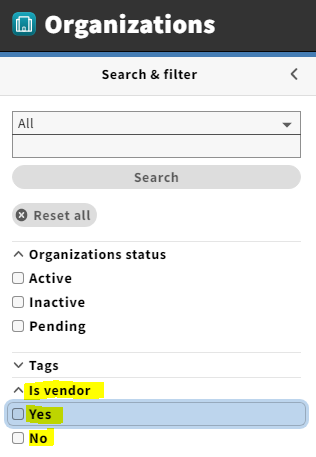 Organizations
Search & filter
All
Search
Reset all
Organizations status
Active
Inactive
Pending
Tags
Is vendor
Yes
No